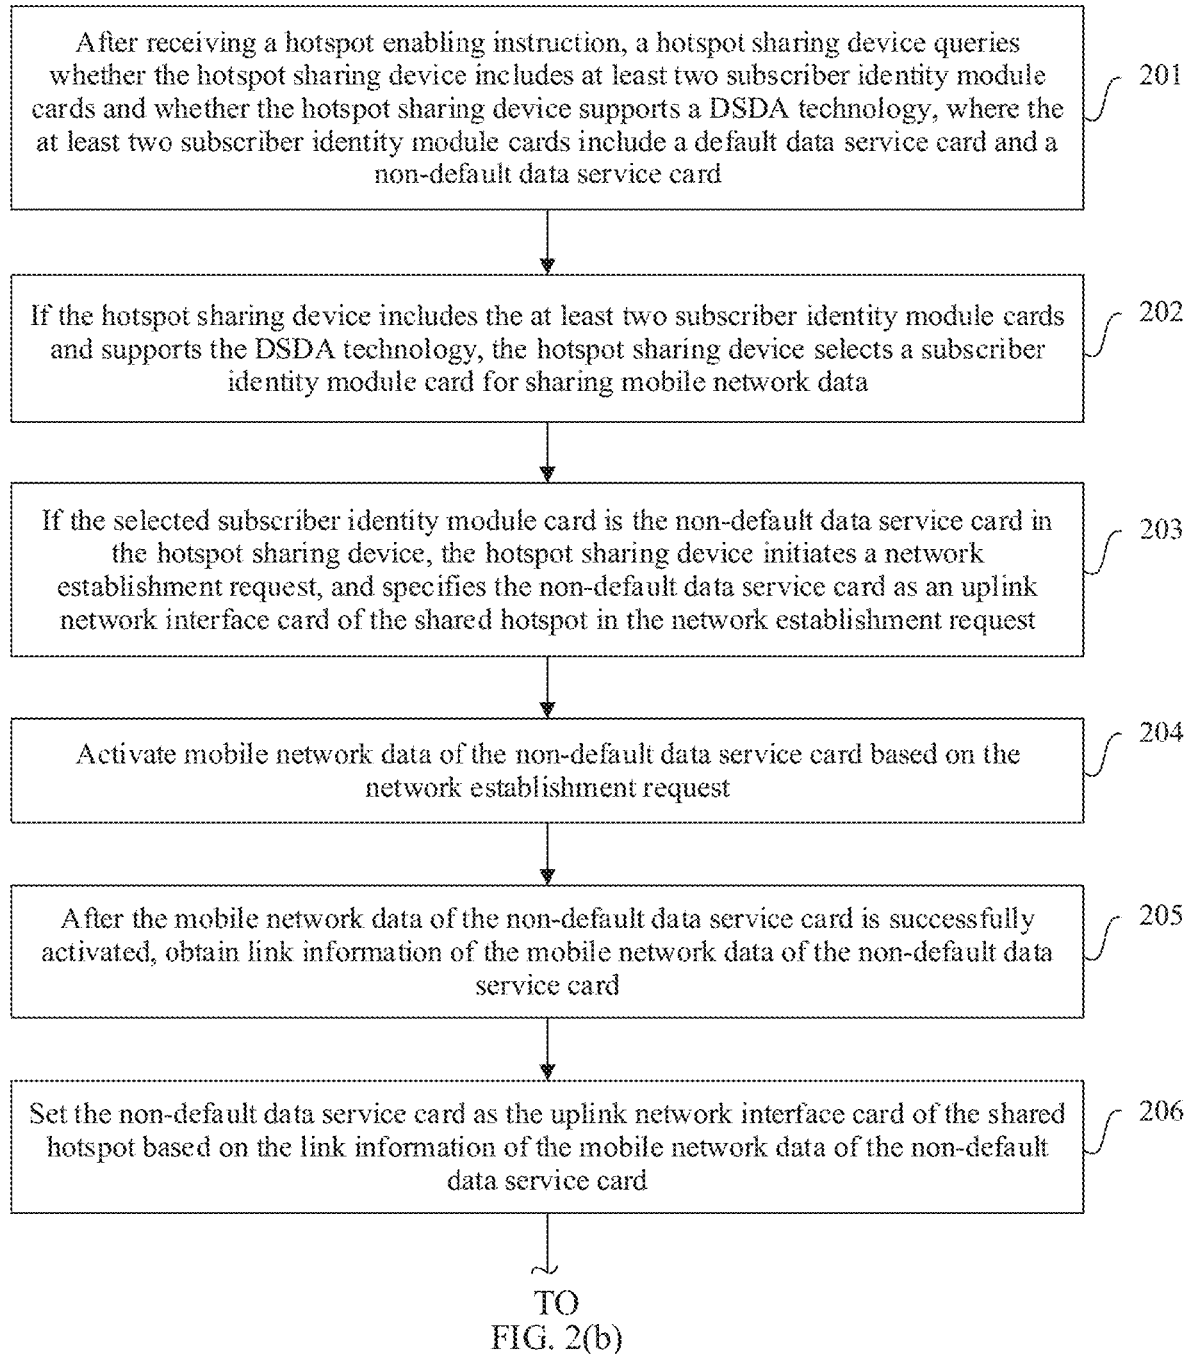 After receiving a hotspot enabling instruction, a hotspot sharing device queries
whether the hotspot sharing device includes at least two subscriber identity module
cards and whether the hotspot sharing device supports a DSDA technology, where the
at least two subscriber identity module cards include a default data service card and a
non-default data service card
201
If the hotspot sharing device includes the at least two subscriber identity module cards
and supports the DSDA technology, the hotspot sharing device selects a subscriber
identity module card for sharing mobile network data
202
If the selected subscriber identity module card is the non-default data service card in
the hotspot sharing device, the hotspot sharing device initiates a network
establishment request, and specifies the non-default data service card as an uplink
network interface card of the shared hotspot in the network establishment request
203
Activate mobile network data of the non-default data service card based on the
network establishment request
204
After the mobile network data of the non-default data service card is successfully
activated, obtain link information of the mobile network data of the non-default data
service card
205
Set the non-default data service card as the uplink network interface card of the shared
hotspot based on the link information of the mobile network data of the non-default
data service card
206
TO
FIG. 2(b)